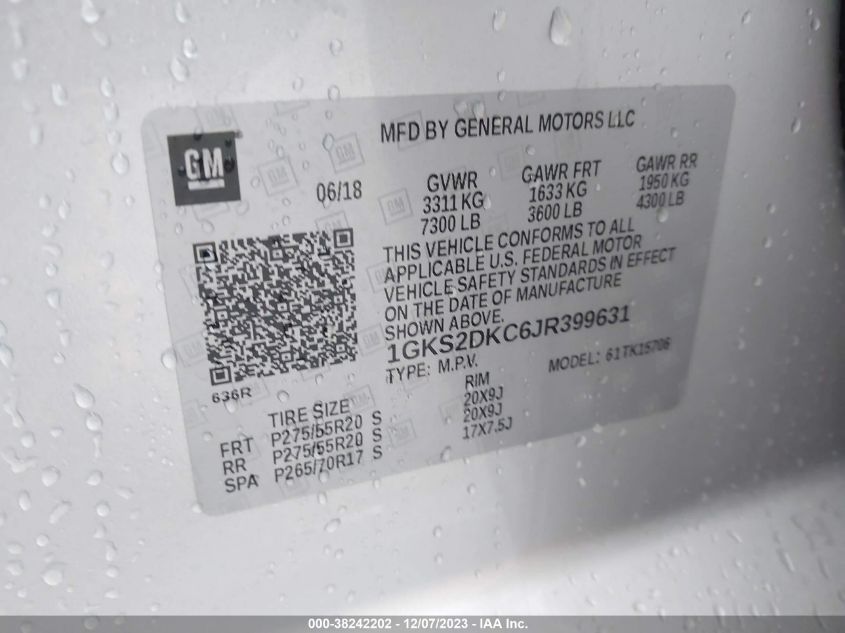 MFD BY GENERAL MOTORS LLC
GM
06/18
GVWR GAWR FRT GAWR RR
3311 KG 1633 KG 1950 KG
7300 LB 3600 LB 4300 LB
THIS VEHICLE CONFORMS TO ALL
APPLICABLE U.S. FEDERAL MOTOR
VEHICLE SAFETY STANDARDS IN EFFECT
ON THE DATE OF MANUFACTURE
SHOWN ABOVE.
1GKS2DKC6JR399631
TYPE: M.P.V. MODEL: 61TK15706
636R
TIRE SIZE RIM
FRT P275/55R20 S 20X9J
RR P275/55R20 S 20X9J
SPA P265/70R17 S 17X7.5J
000-38242202 - 12/07/2023 - IAA Inc.